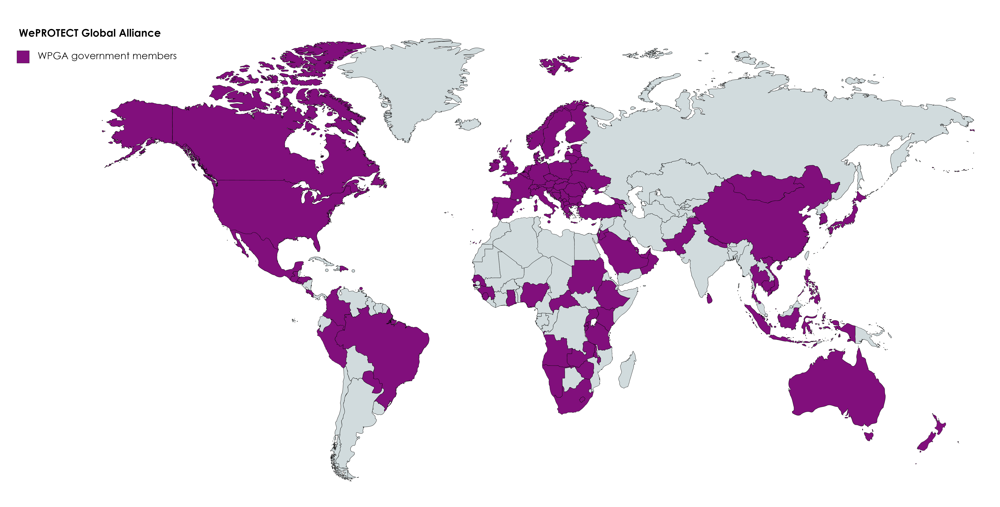 WePROTECT Global Alliance
WPGA government members